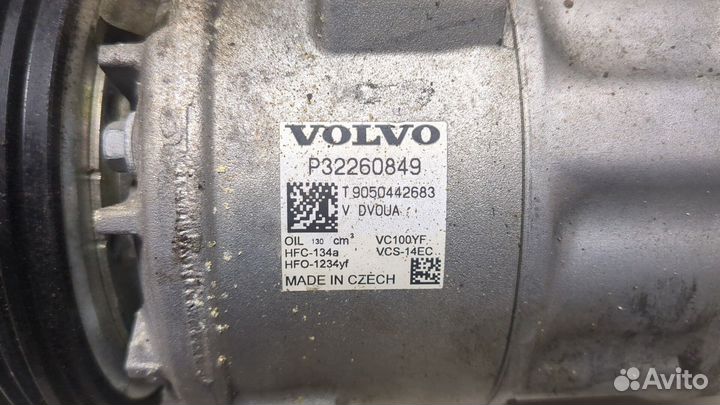 VOLVO
P32260849
T 9050442683
V DVOUA
OIL 130 cm³ VC100YF
HFC-134a VCS-14EC
HFO-1234yf
MADE IN CZECH
Avito